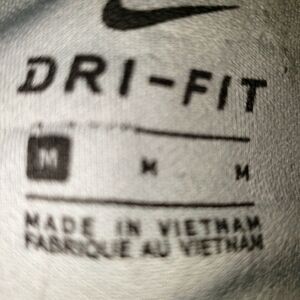 DRI-FIT
M M M
MADE IN VIETNAM
FABRIQUE AU VIETNAM